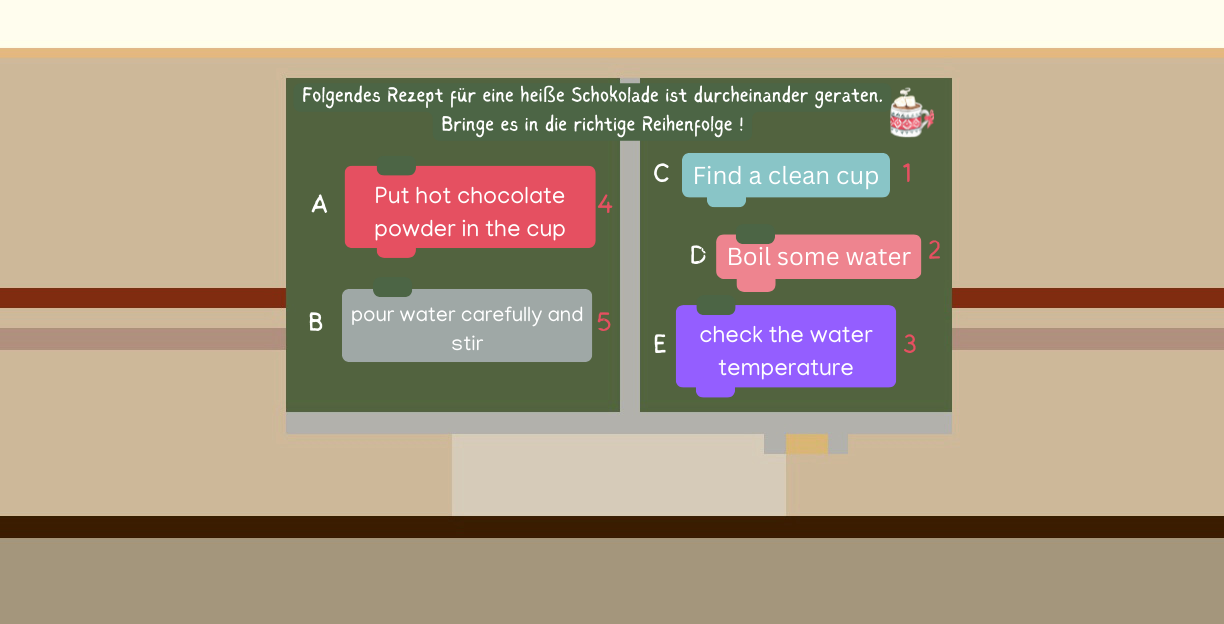 Folgendes Rezept für eine heiße Schokolade ist durcheinander geraten.
Bringe es in die richtige Reihenfolge !
A
Put hot chocolate
powder in the cup
4
B
pour water carefully and
stir
5
C
Find a clean cup
1
D
Boil some water
2
E
check the water
temperature
3